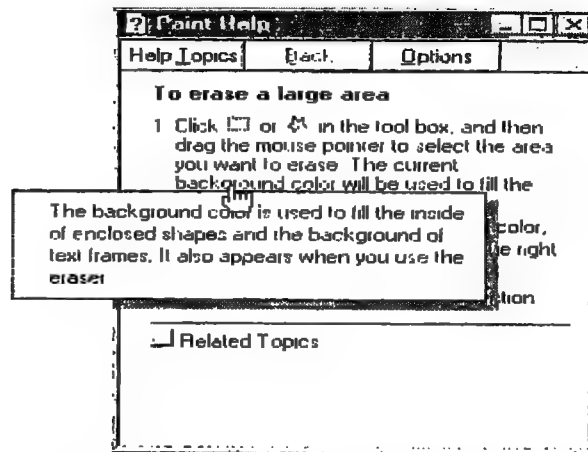 ? Paint Help
Help Topics Back Options
To erase a large area
1 Click or in the tool box, and then
drag the mouse pointer to select the area
you want to erase. The current
background color will be used to fill the
The background color is used to fill the inside
of enclosed shapes and the background of
text frames. It also appears when you use the
eraser
color,
e right
tion
Related Topics